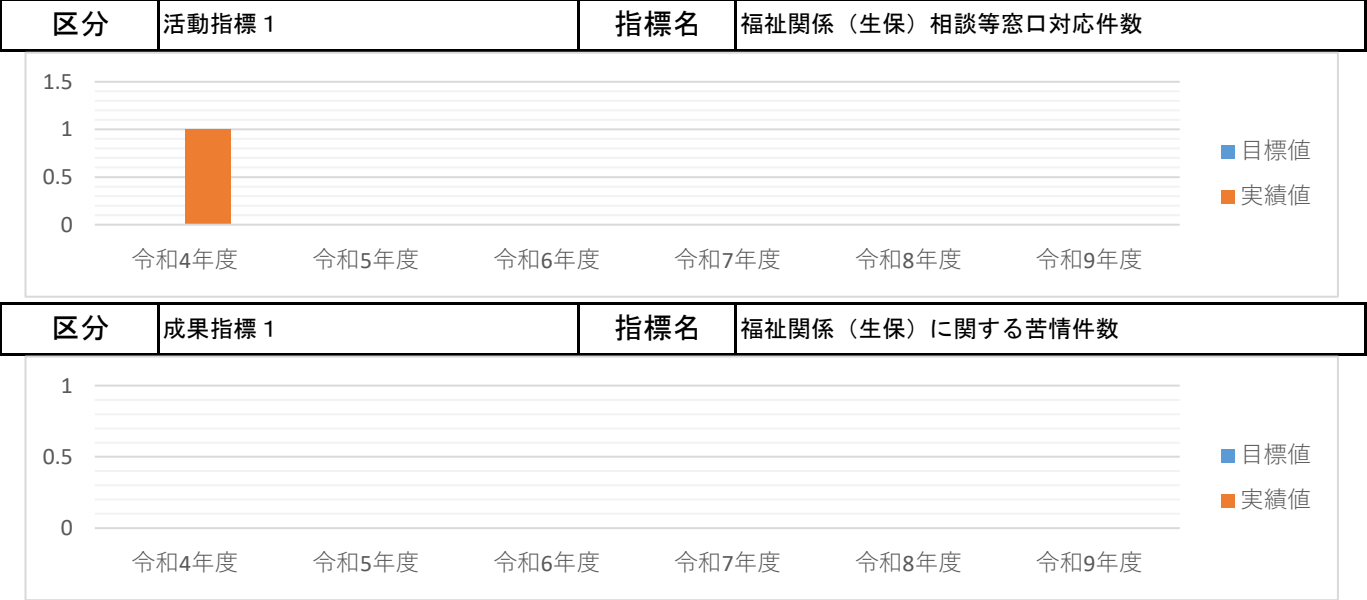 区分 活動指標１ 指標名 福祉関係（生保）相談等窓口対応件数
1.5
1
0.5
0
令和4年度 令和5年度 令和6年度 令和7年度 令和8年度 令和9年度
目標値
実績値
区分 成果指標１ 指標名 福祉関係（生保）に関する苦情件数
1
0.5
0
令和4年度 令和5年度 令和6年度 令和7年度 令和8年度 令和9年度
目標値
実績値